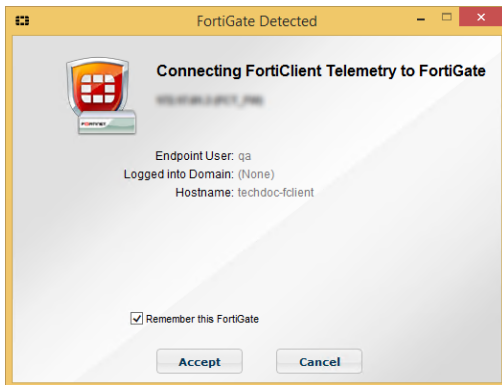 FortiGate Detected
Connecting FortiClient Telemetry to FortiGate
Endpoint User: qa
Logged into Domain: (None)
Hostname: techdoc-fclient
Remember this FortiGate
Accept
Cancel